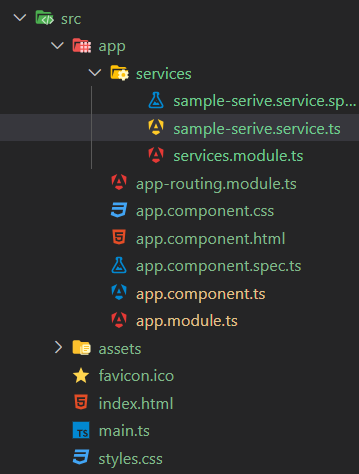 src
app
services
sample-serive.service.sp...
sample-serive.service.ts
services.module.ts
app-routing.module.ts
app.component.css
app.component.html
app.component.spec.ts
app.component.ts
app.module.ts
assets
favicon.ico
index.html
TS main.ts
styles.css